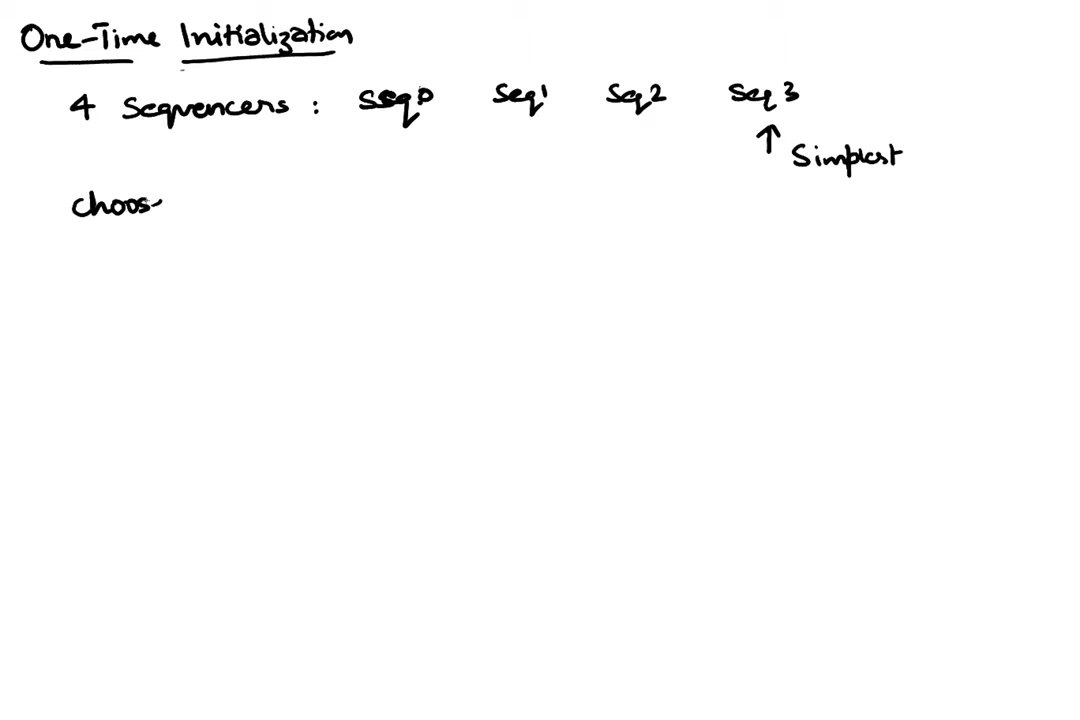 One-Time Initialization
4 Sequencers : seq0 seq1 seq2 seq3
↑ Simplest
choos